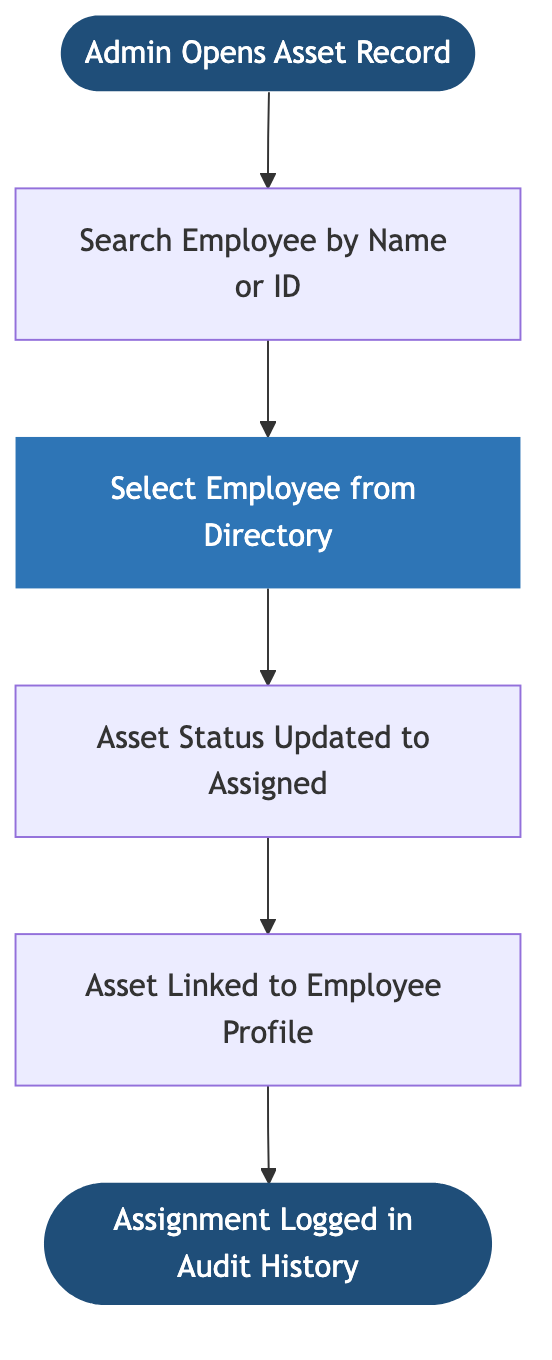 Admin Opens Asset Record
Search Employee by Name
or ID
Select Employee from
Directory
Asset Status Updated to
Assigned
Asset Linked to Employee
Profile
Assignment Logged in
Audit History